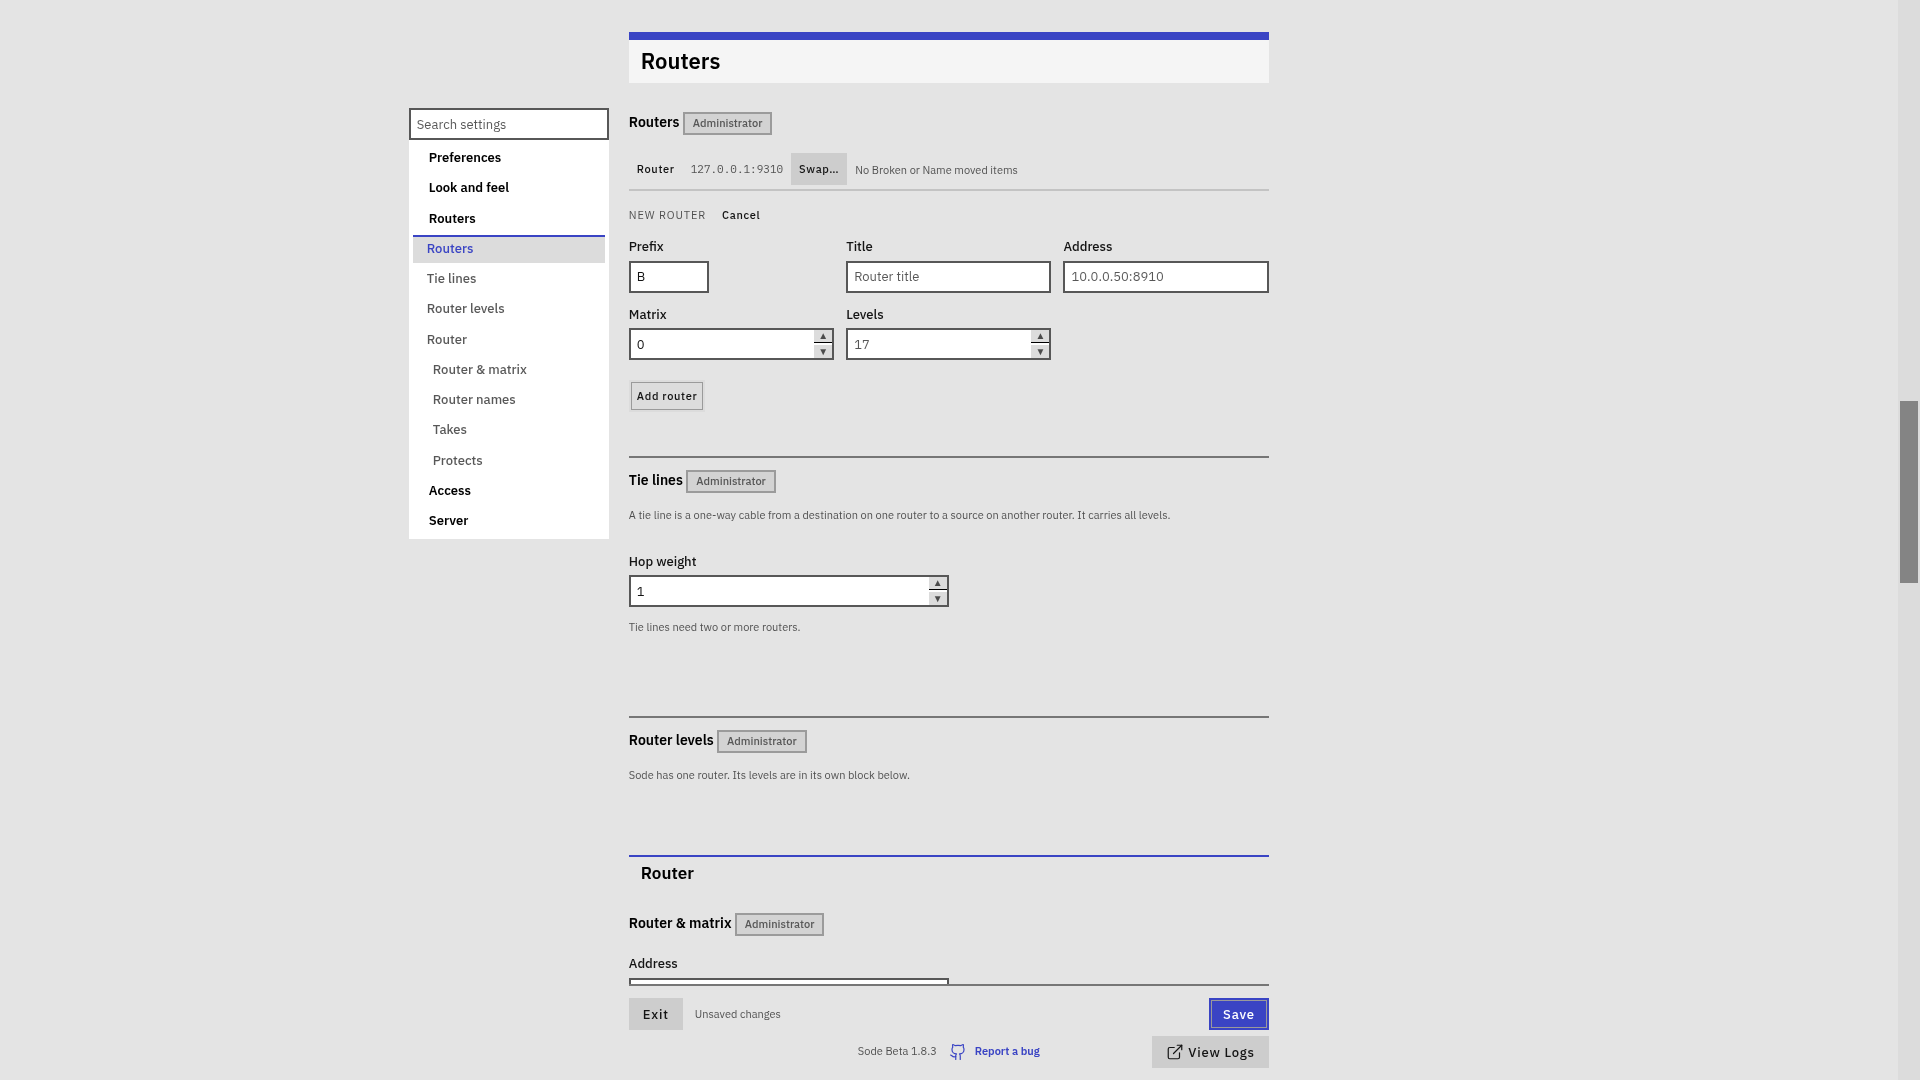 Routers
Search settings
Preferences
Look and feel
Routers
Routers
Tie lines
Router levels
Router
Router & matrix
Router names
Takes
Protects
Access
Server
Routers Administrator
Router 127.0.0.1:9310 Swap... No Broken or Name moved items
NEW ROUTER Cancel
Prefix Title Address
B Router title 10.0.0.50:8910
Matrix Levels
0 17
Add router
Tie lines Administrator
A tie line is a one-way cable from a destination on one router to a source on another router. It carries all levels.
Hop weight
1
Tie lines need two or more routers.
Router levels Administrator
Sode has one router. Its levels are in its own block below.
Router
Router & matrix Administrator
Address
Exit Unsaved changes Save
Sode Beta 1.8.3 Report a bug View Logs